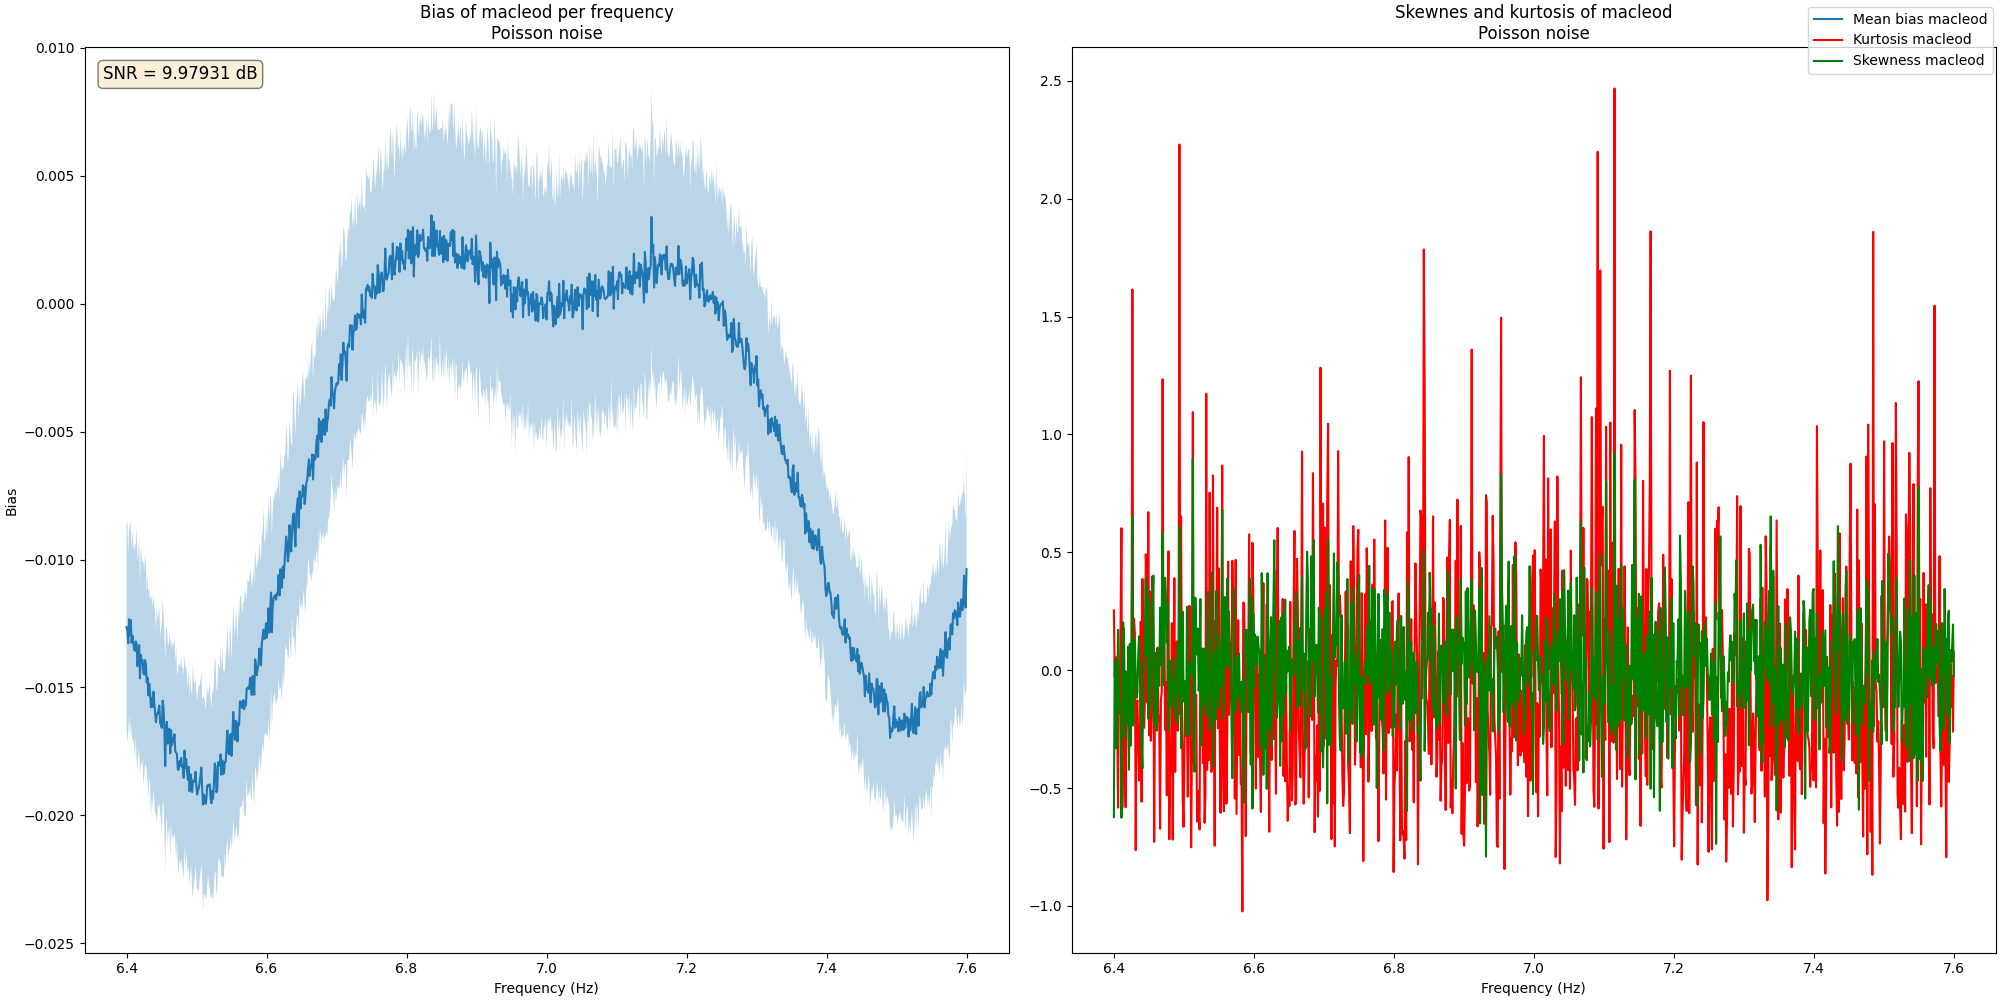 Bias of macleod per frequency
Poisson noise
SNR = 9.97931 dB
0.010
0.005
0.000
−0.005
−0.010
−0.015
−0.020
−0.025
Bias
6.4 6.6 6.8 7.0 7.2 7.4 7.6
Frequency (Hz)
Skewnes and kurtosis of macleod
Poisson noise
Mean bias macleod
Kurtosis macleod
Skewness macleod
2.5
2.0
1.5
1.0
0.5
0.0
−0.5
−1.0
6.4 6.6 6.8 7.0 7.2 7.4 7.6
Frequency (Hz)